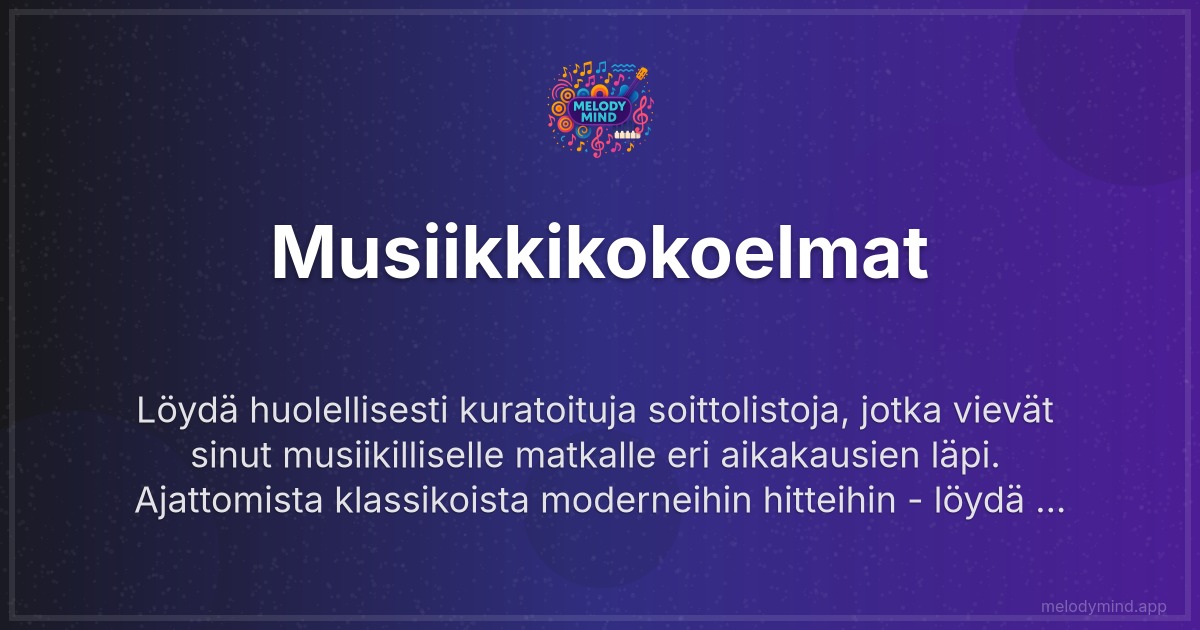 MELODY
MIND
Musiikkikokoelmat
Löydä huolellisesti kuratoituja soittolistoja, jotka vievät
sinut musiikilliselle matkalle eri aikakausien läpi.
Ajattomista klassikoista moderneihin hitteihin - löydä ...
melodymind.app